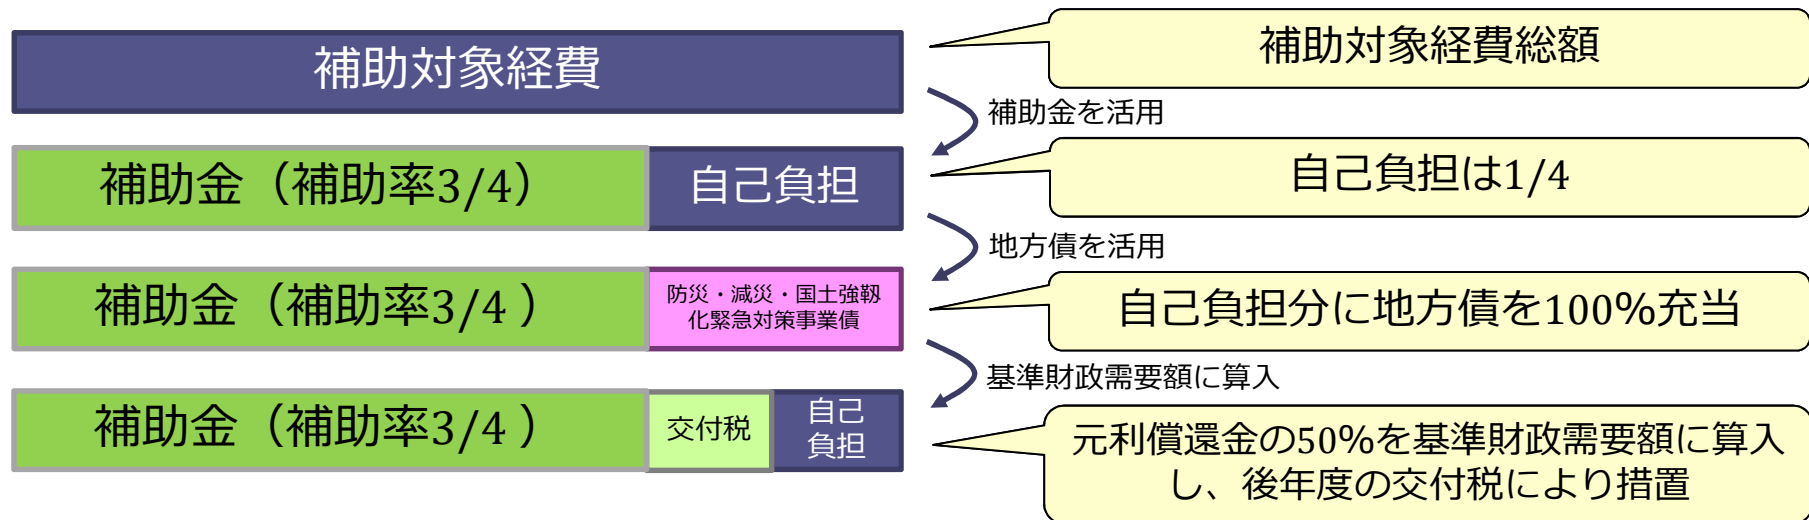 補助対象経費
補助対象経費総額
補助金を活用
補助金（補助率3/4）
自己負担
自己負担は1/4
地方債を活用
補助金（補助率3/4 ）
防災・減災・国土強靱
化緊急対策事業債
自己負担分に地方債を100%充当
基準財政需要額に算入
補助金（補助率3/4 ）
交付税
自己
負担
元利償還金の50%を基準財政需要額に算入
し、後年度の交付税により措置